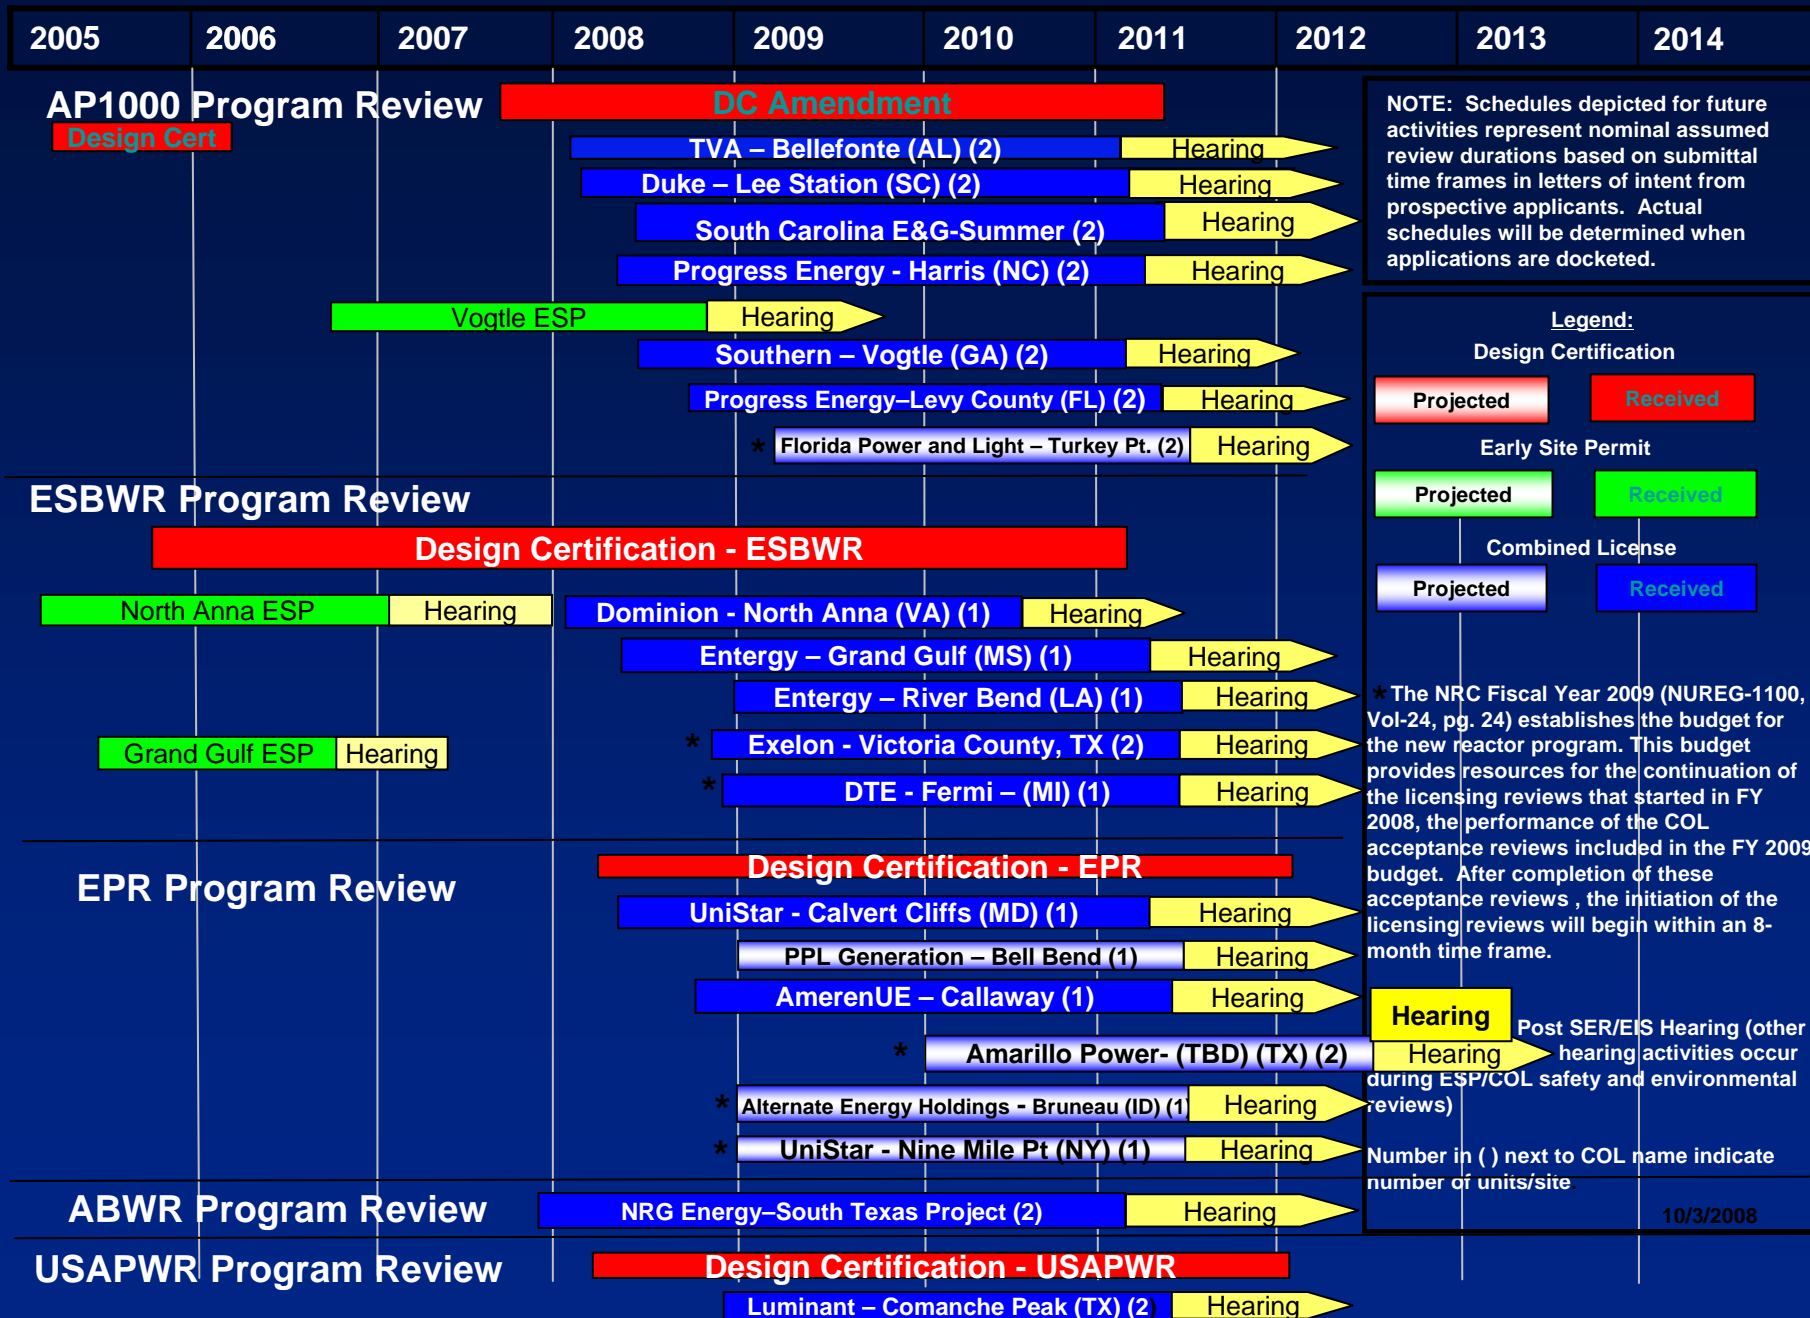 2005 2006 2007 2008 2009 2010 2011 2012 2013 2014
AP1000 Program Review
DC Amendment
Design Cert
TVA – Bellefonte (AL) (2) Hearing
Duke – Lee Station (SC) (2) Hearing
South Carolina E&G-Summer (2) Hearing
Progress Energy - Harris (NC) (2) Hearing
Vogtle ESP Hearing
Southern – Vogtle (GA) (2) Hearing
Progress Energy–Levy County (FL) (2) Hearing
* Florida Power and Light – Turkey Pt. (2) Hearing
ESBWR Program Review
Design Certification - ESBWR
North Anna ESP Hearing Dominion - North Anna (VA) (1) Hearing
Entergy – Grand Gulf (MS) (1) Hearing
Entergy – River Bend (LA) (1) Hearing
Grand Gulf ESP Hearing * Exelon - Victoria County, TX (2) Hearing
* DTE - Fermi – (MI) (1) Hearing
Design Certification - EPR
EPR Program Review
UniStar - Calvert Cliffs (MD) (1) Hearing
PPL Generation – Bell Bend (1) Hearing
AmerenUE – Callaway (1) Hearing
* Amarillo Power- (TBD) (TX) (2) Hearing
* Alternate Energy Holdings - Bruneau (ID) (1) Hearing
* UniStar - Nine Mile Pt (NY) (1) Hearing
ABWR Program Review
NRG Energy–South Texas Project (2) Hearing
USAPWR Program Review
Design Certification - USAPWR
Luminant – Comanche Peak (TX) (2) Hearing
NOTE: Schedules depicted for future
activities represent nominal assumed
review durations based on submittal
time frames in letters of intent from
prospective applicants. Actual
schedules will be determined when
applications are docketed.
Legend:
Design Certification
Projected Received
Early Site Permit
Projected Received
Combined License
Projected Received
* The NRC Fiscal Year 2009 (NUREG-1100,
Vol-24, pg. 24) establishes the budget for
the new reactor program. This budget
provides resources for the continuation of
the licensing reviews that started in FY
2008, the performance of the COL
acceptance reviews included in the FY 2009
budget. After completion of these
acceptance reviews , the initiation of the
licensing reviews will begin within an 8-
month time frame.
Hearing
Post SER/EIS Hearing (other
hearing activities occur
during ESP/COL safety and environmental
reviews)
Number in ( ) next to COL name indicate
number of units/site.
10/3/2008